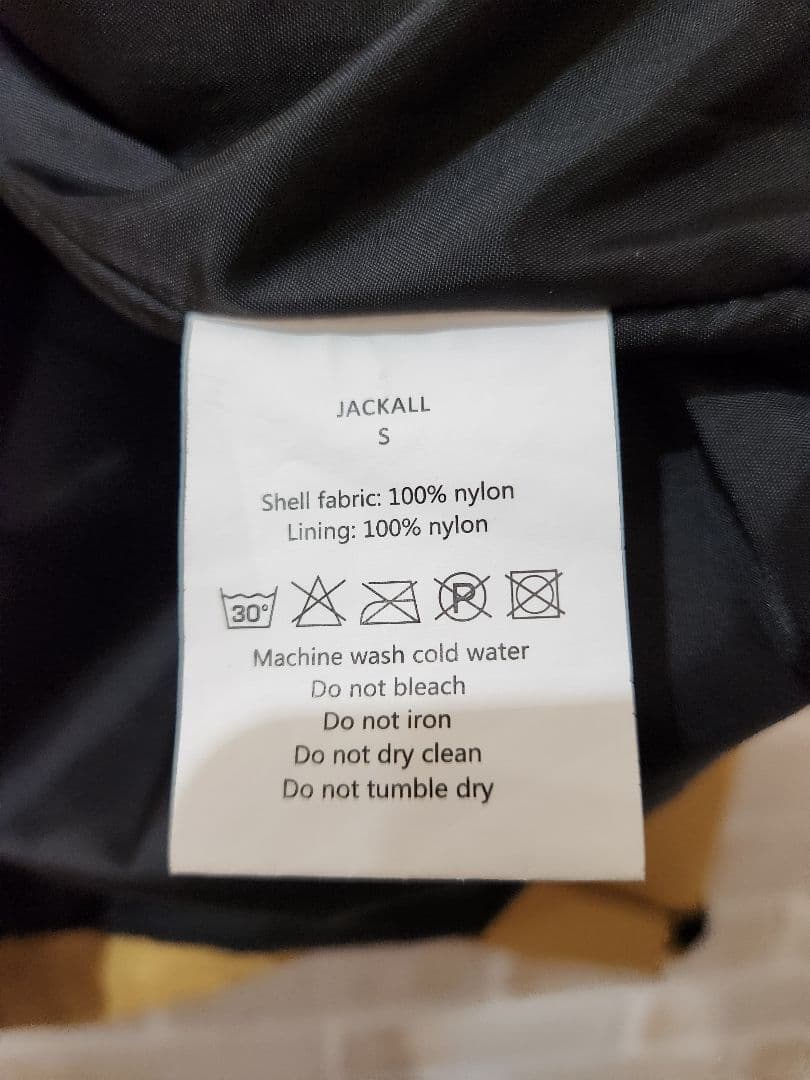 JACKALL
S
Shell fabric: 100% nylon
Lining: 100% nylon
30° P
Machine wash cold water
Do not bleach
Do not iron
Do not dry clean
Do not tumble dry